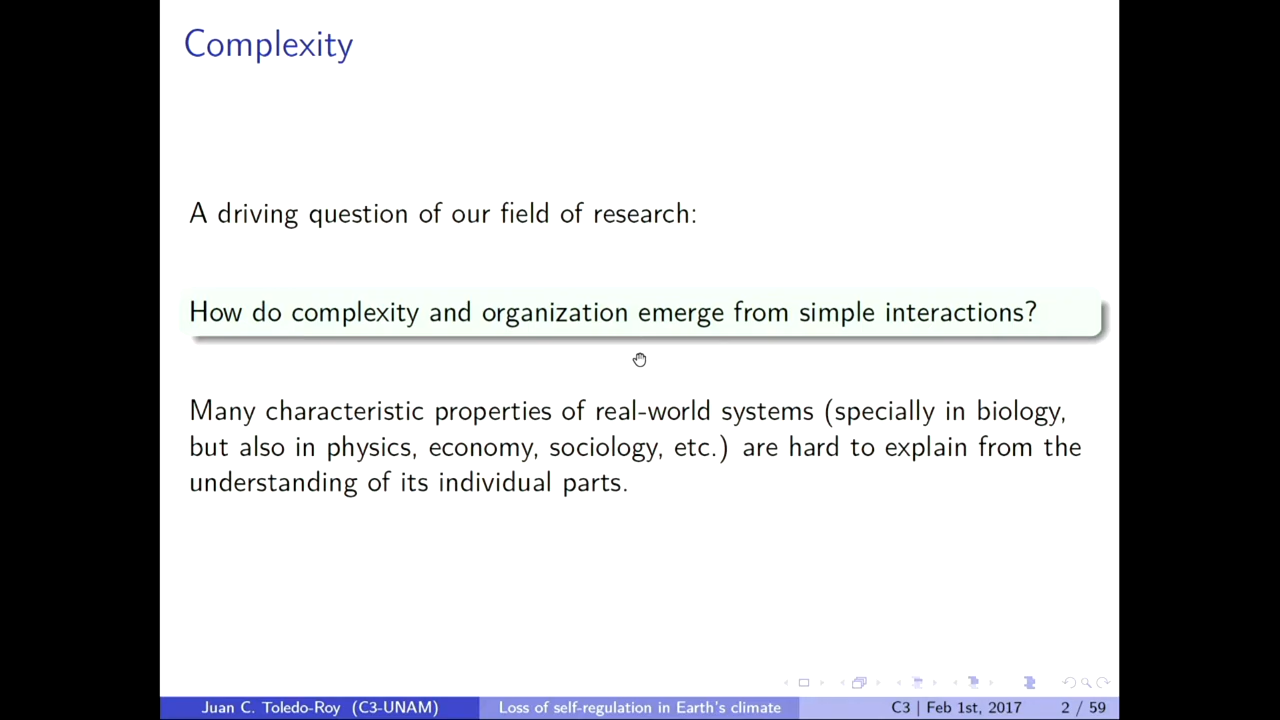 Complexity
A driving question of our field of research:
How do complexity and organization emerge from simple interactions?
Many characteristic properties of real-world systems (specially in biology,
but also in physics, economy, sociology, etc.) are hard to explain from the
understanding of its individual parts.
Juan C. Toledo-Roy (C3-UNAM) Loss of self-regulation in Earth's climate C3 | Feb 1st, 2017 2 / 59